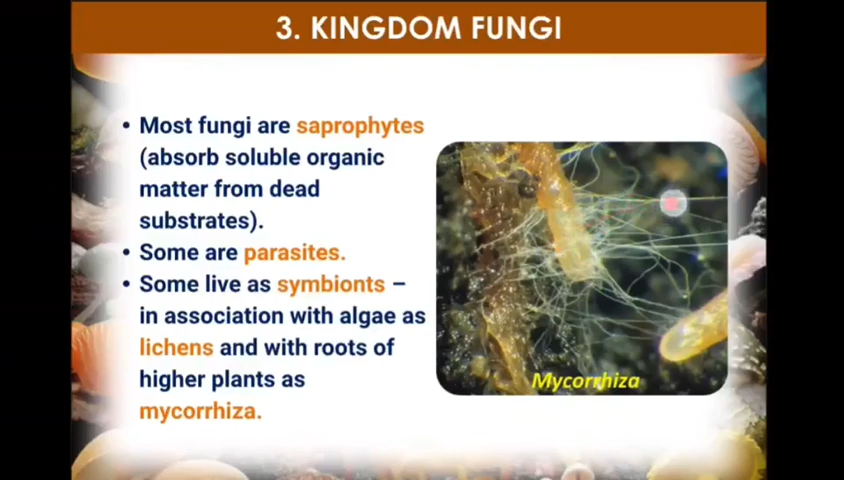 3. KINGDOM FUNGI
• Most fungi are saprophytes
(absorb soluble organic
matter from dead
substrates).
• Some are parasites.
• Some live as symbionts –
in association with algae as
lichens and with roots of
higher plants as
mycorrhiza.
Mycorrhiza